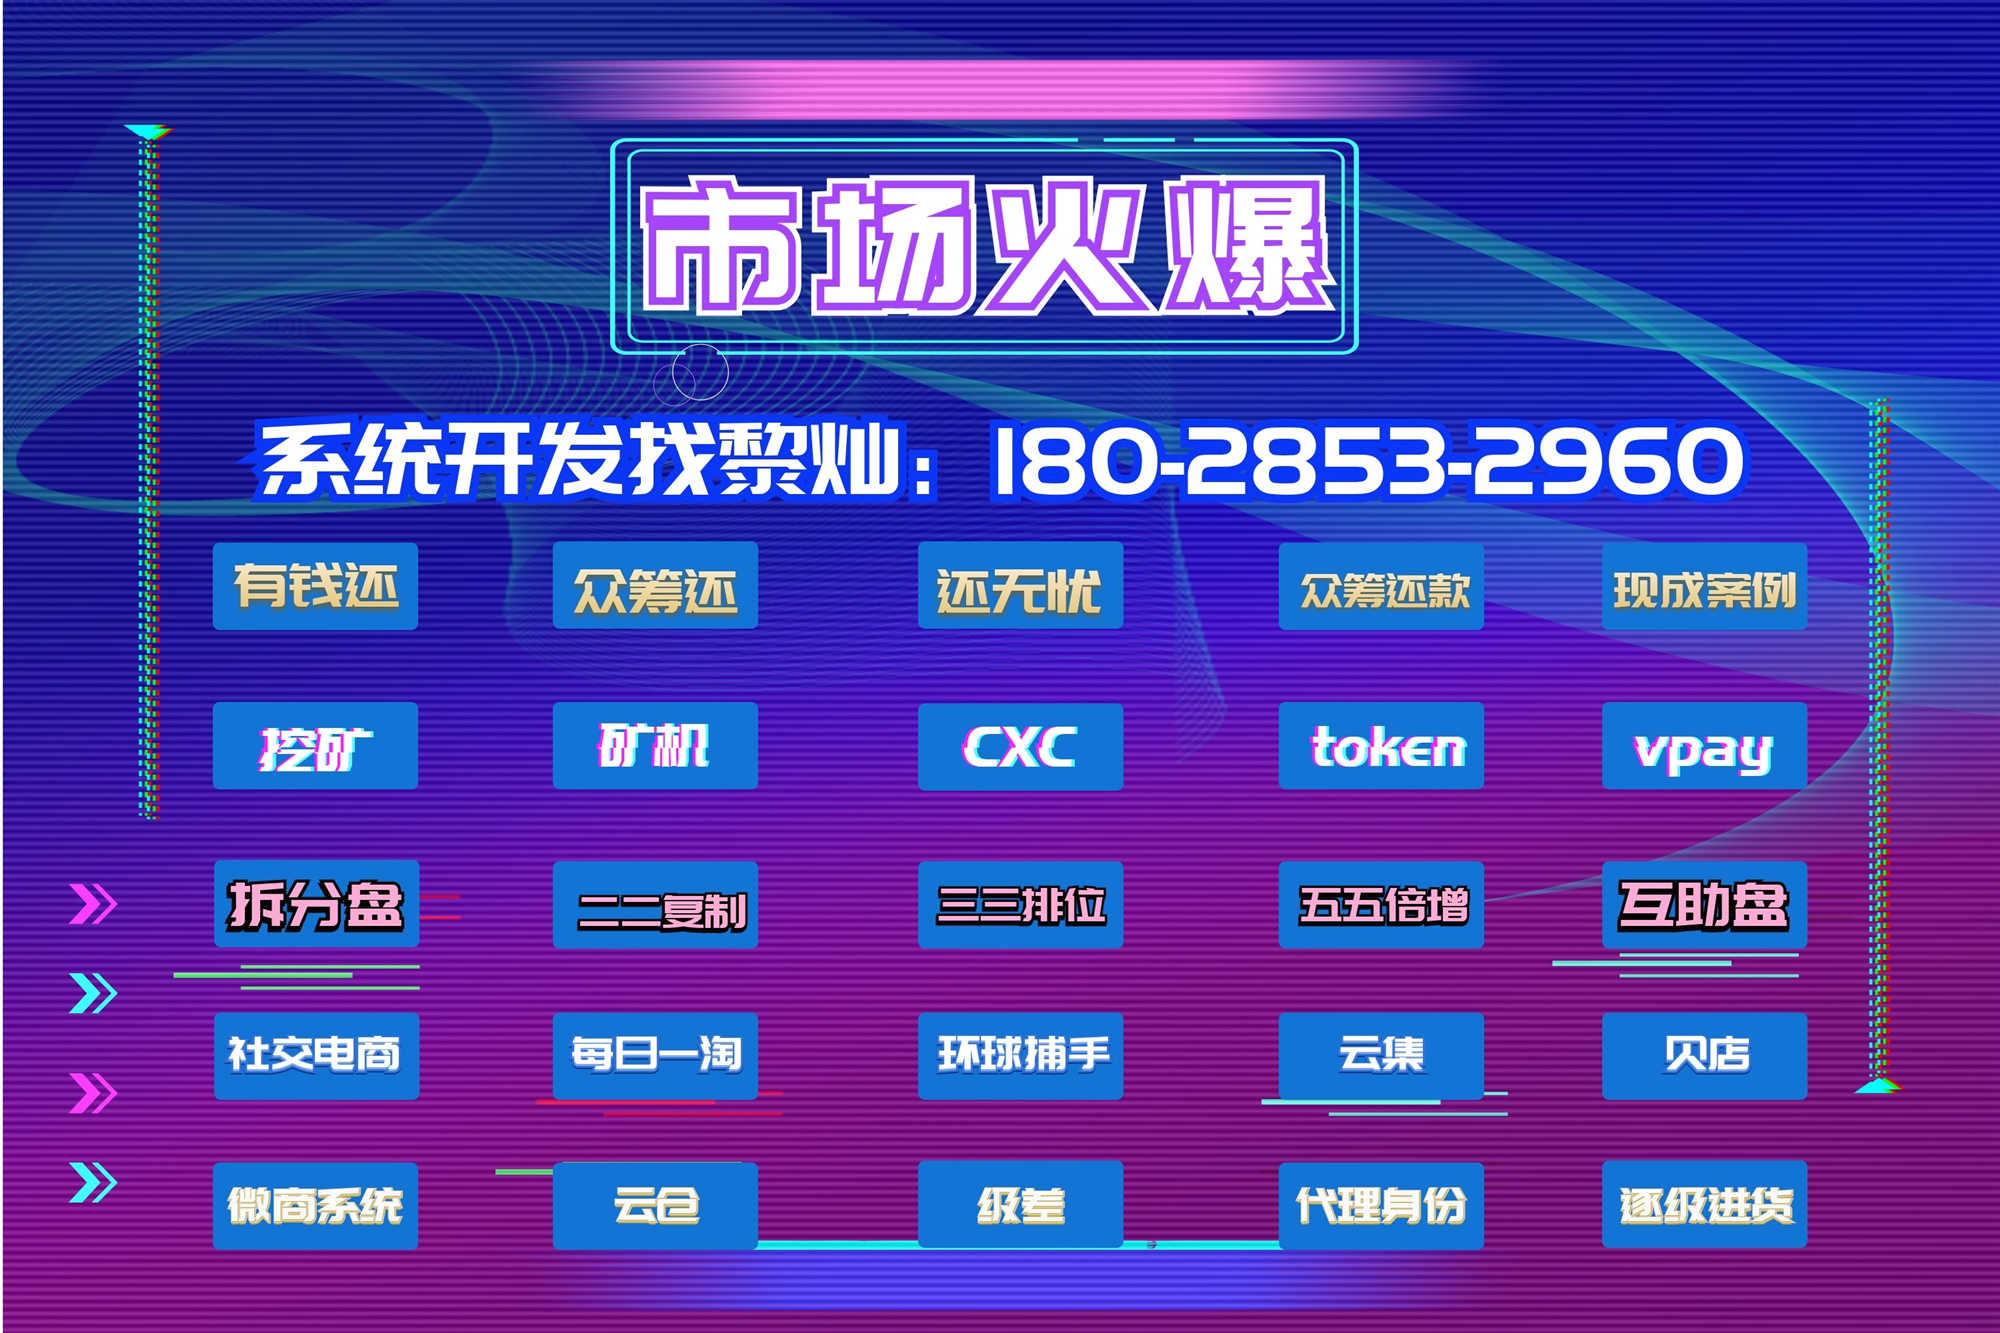 市场火爆
系统开发找黎灿：180-2853-2960
有钱还 众筹还 还无忧 众筹还款 现成案例
挖矿 矿机 CXC token vpay
拆分盘 二二复制 三三排位 五五倍增 互助盘
社交电商 每日一淘 环球捕手 云集 贝店
微商系统 云仓 级差 代理身份 逐级进货